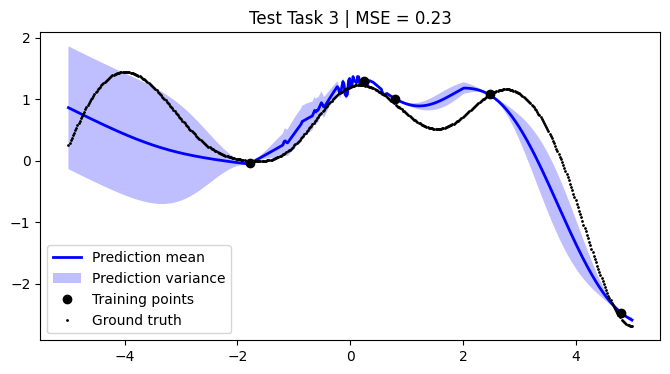 Test Task 3 | MSE = 0.23
2
1
0
−1
−2
Prediction mean
Prediction variance
Training points
Ground truth
−4
−2
0
2
4